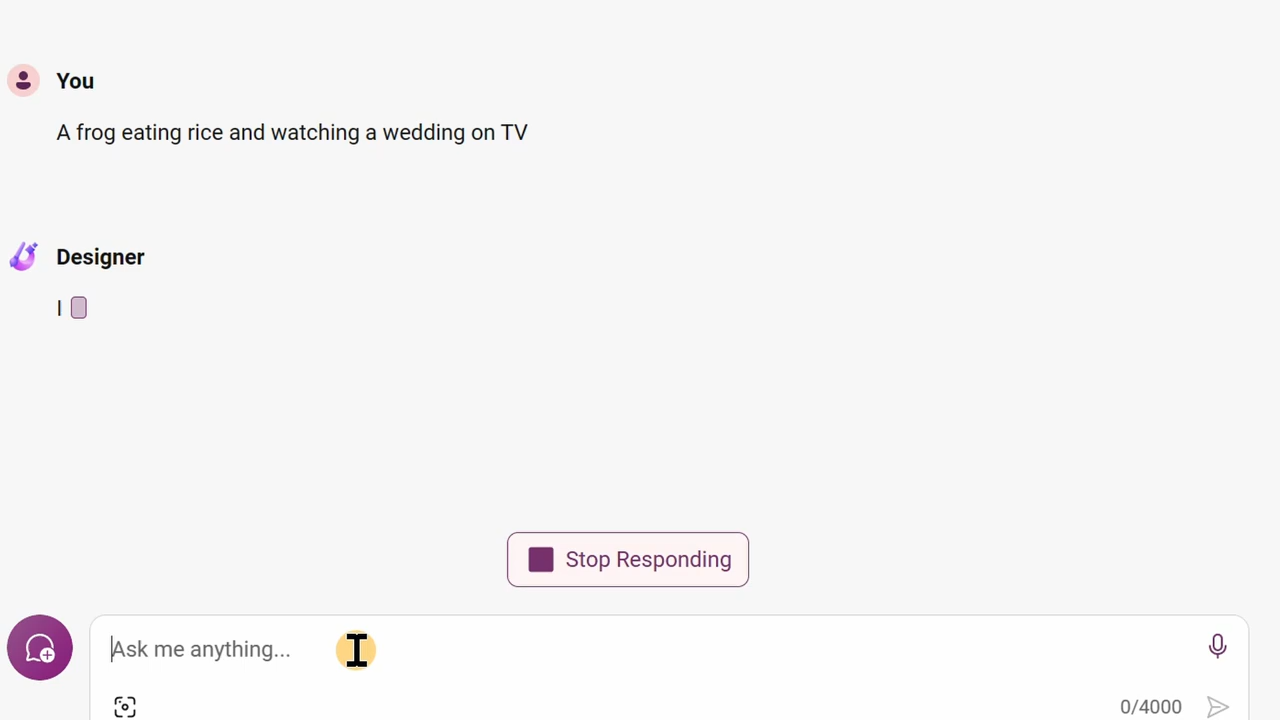 You
A frog eating rice and watching a wedding on TV
Designer
I
Stop Responding
Ask me anything...
0/4000